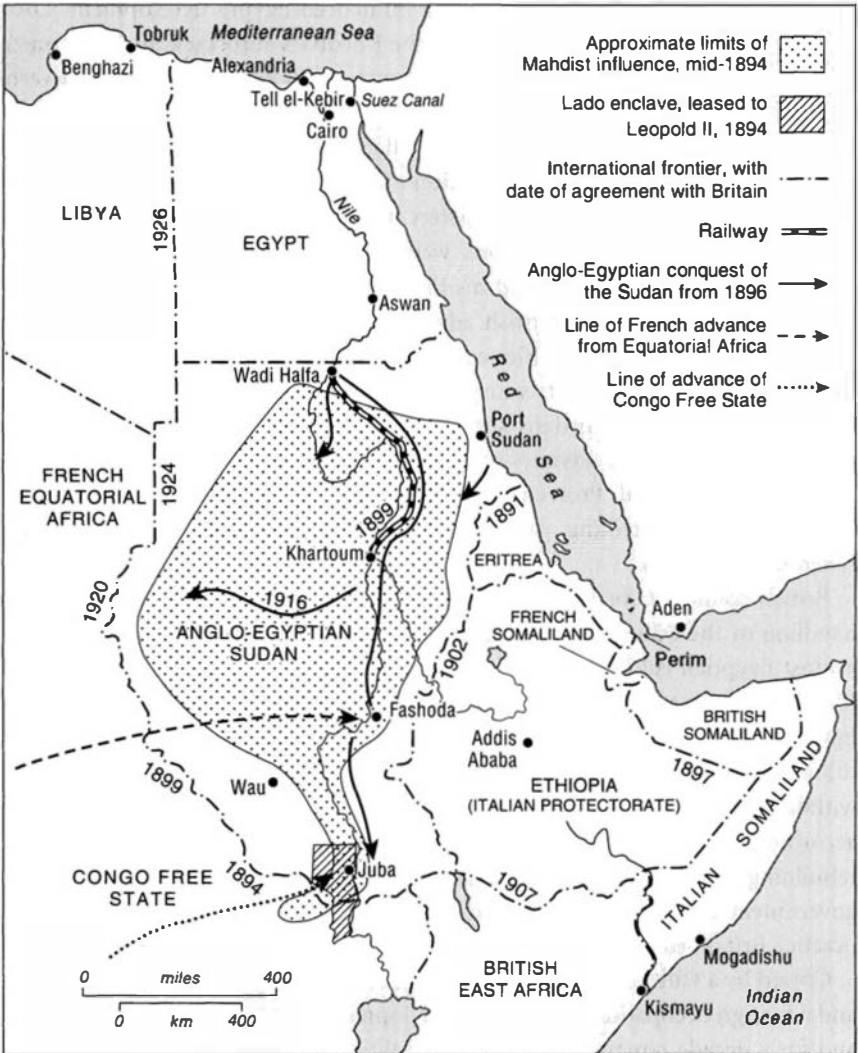 Mediterranean Sea
Tobruk
Benghazi
Alexandria
Tell el-Kebir
Suez Canal
Cairo
Approximate limits of
Mahdist influence, mid-1894
Lado enclave, leased to
Leopold II, 1894
International frontier, with
date of agreement with Britain
Railway
Anglo-Egyptian conquest of
the Sudan from 1896
Line of French advance
from Equatorial Africa
Line of advance of
Congo Free State
LIBYA
1926
EGYPT
Nile
Aswan
Wadi Halfa
Red Sea
Port
Sudan
FRENCH
EQUATORIAL
AFRICA
1924
1899
1891
Khartoum
ERITREA
1920
1916
ANGLO-EGYPTIAN
SUDAN
1902
FRENCH
SOMALILAND
Aden
Perim
Fashoda
Addis
Ababa
BRITISH
SOMALILAND
1897
1899
Wau
ETHIOPIA
(ITALIAN PROTECTORATE)
ITALIAN SOMALILAND
CONGO FREE
STATE
1894
Juba
1907
0 miles 400
0 km 400
BRITISH
EAST AFRICA
Mogadishu
Kismayu
Indian
Ocean